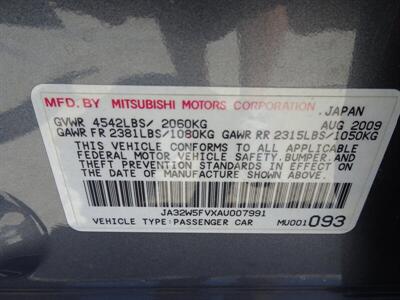 MFD. BY MITSUBISHI MOTORS CORPORATION. JAPAN
GVWR 4542LBS/ 2060KG AUG 2009
GAWR FR 2381LBS/1080KG GAWR RR 2315LBS/1050KG
THIS VEHICLE CONFORMS TO ALL APPLICABLE
FEDERAL MOTOR VEHICLE SAFETY, BUMPER, AND
THEFT PREVENTION STANDARDS IN EFFECT ON
THE DATE OF MANUFACTURE SHOWN ABOVE.
JA32W5FVXAU007991
VEHICLE TYPE:PASSENGER CAR MU001093